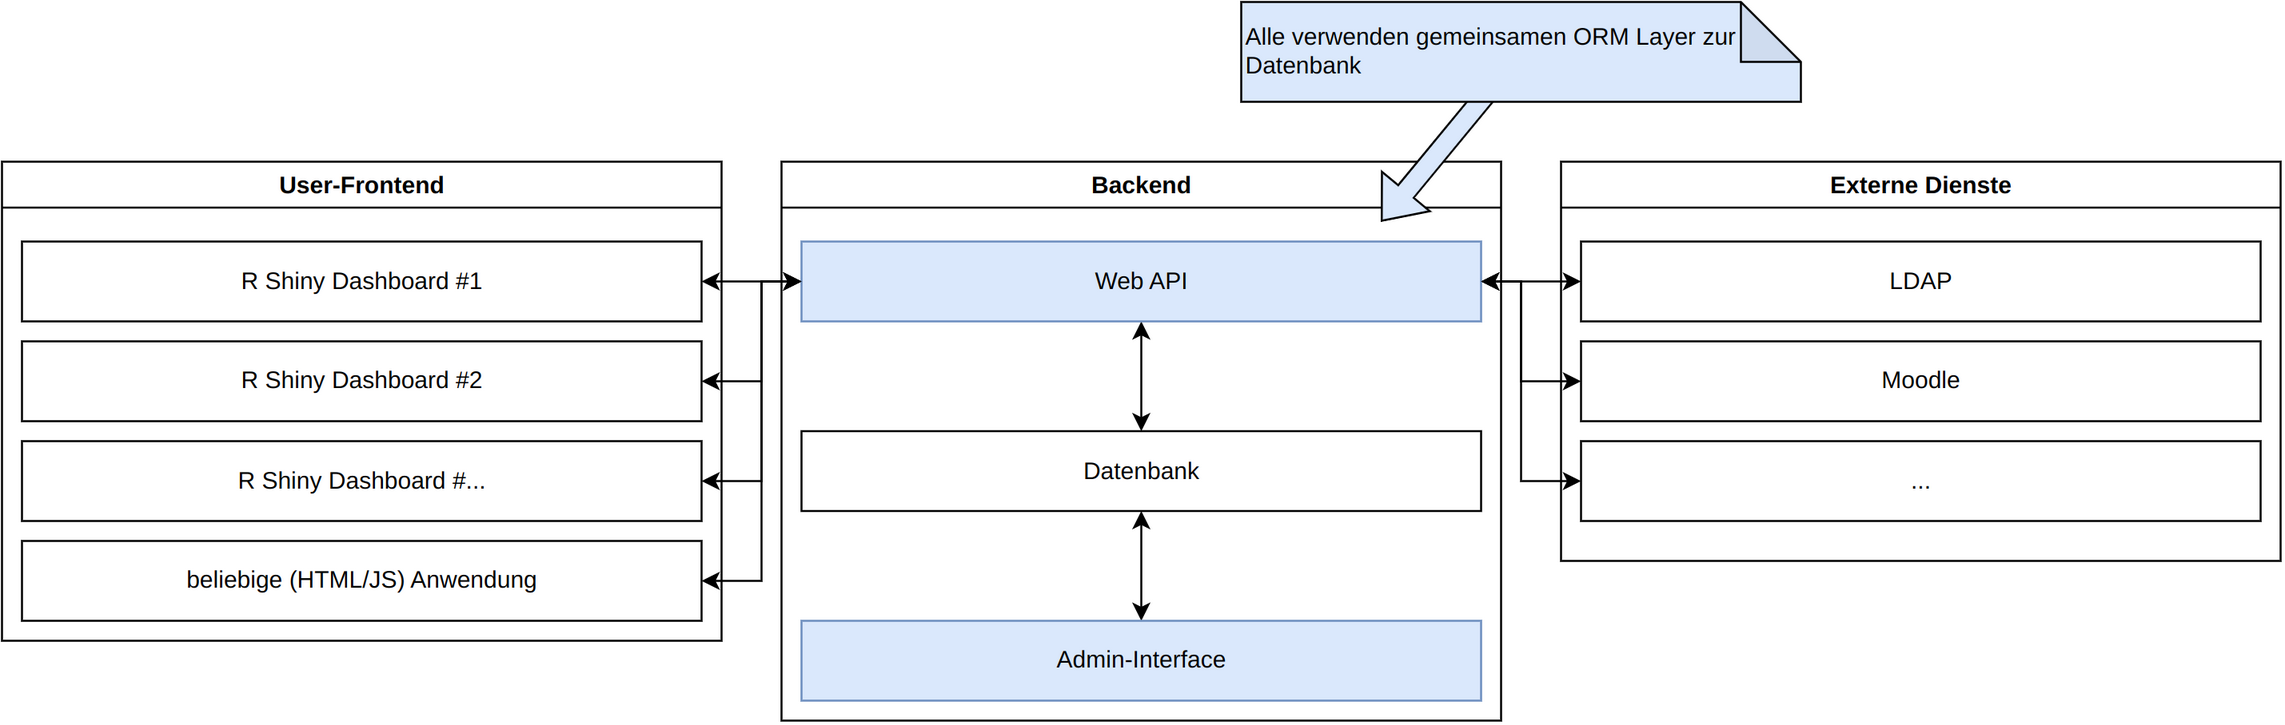 Alle verwenden gemeinsamen ORM Layer zur
Datenbank
User-Frontend
R Shiny Dashboard #1
R Shiny Dashboard #2
R Shiny Dashboard #...
beliebige (HTML/JS) Anwendung
Backend
Web API
Datenbank
Admin-Interface
Externe Dienste
LDAP
Moodle
...